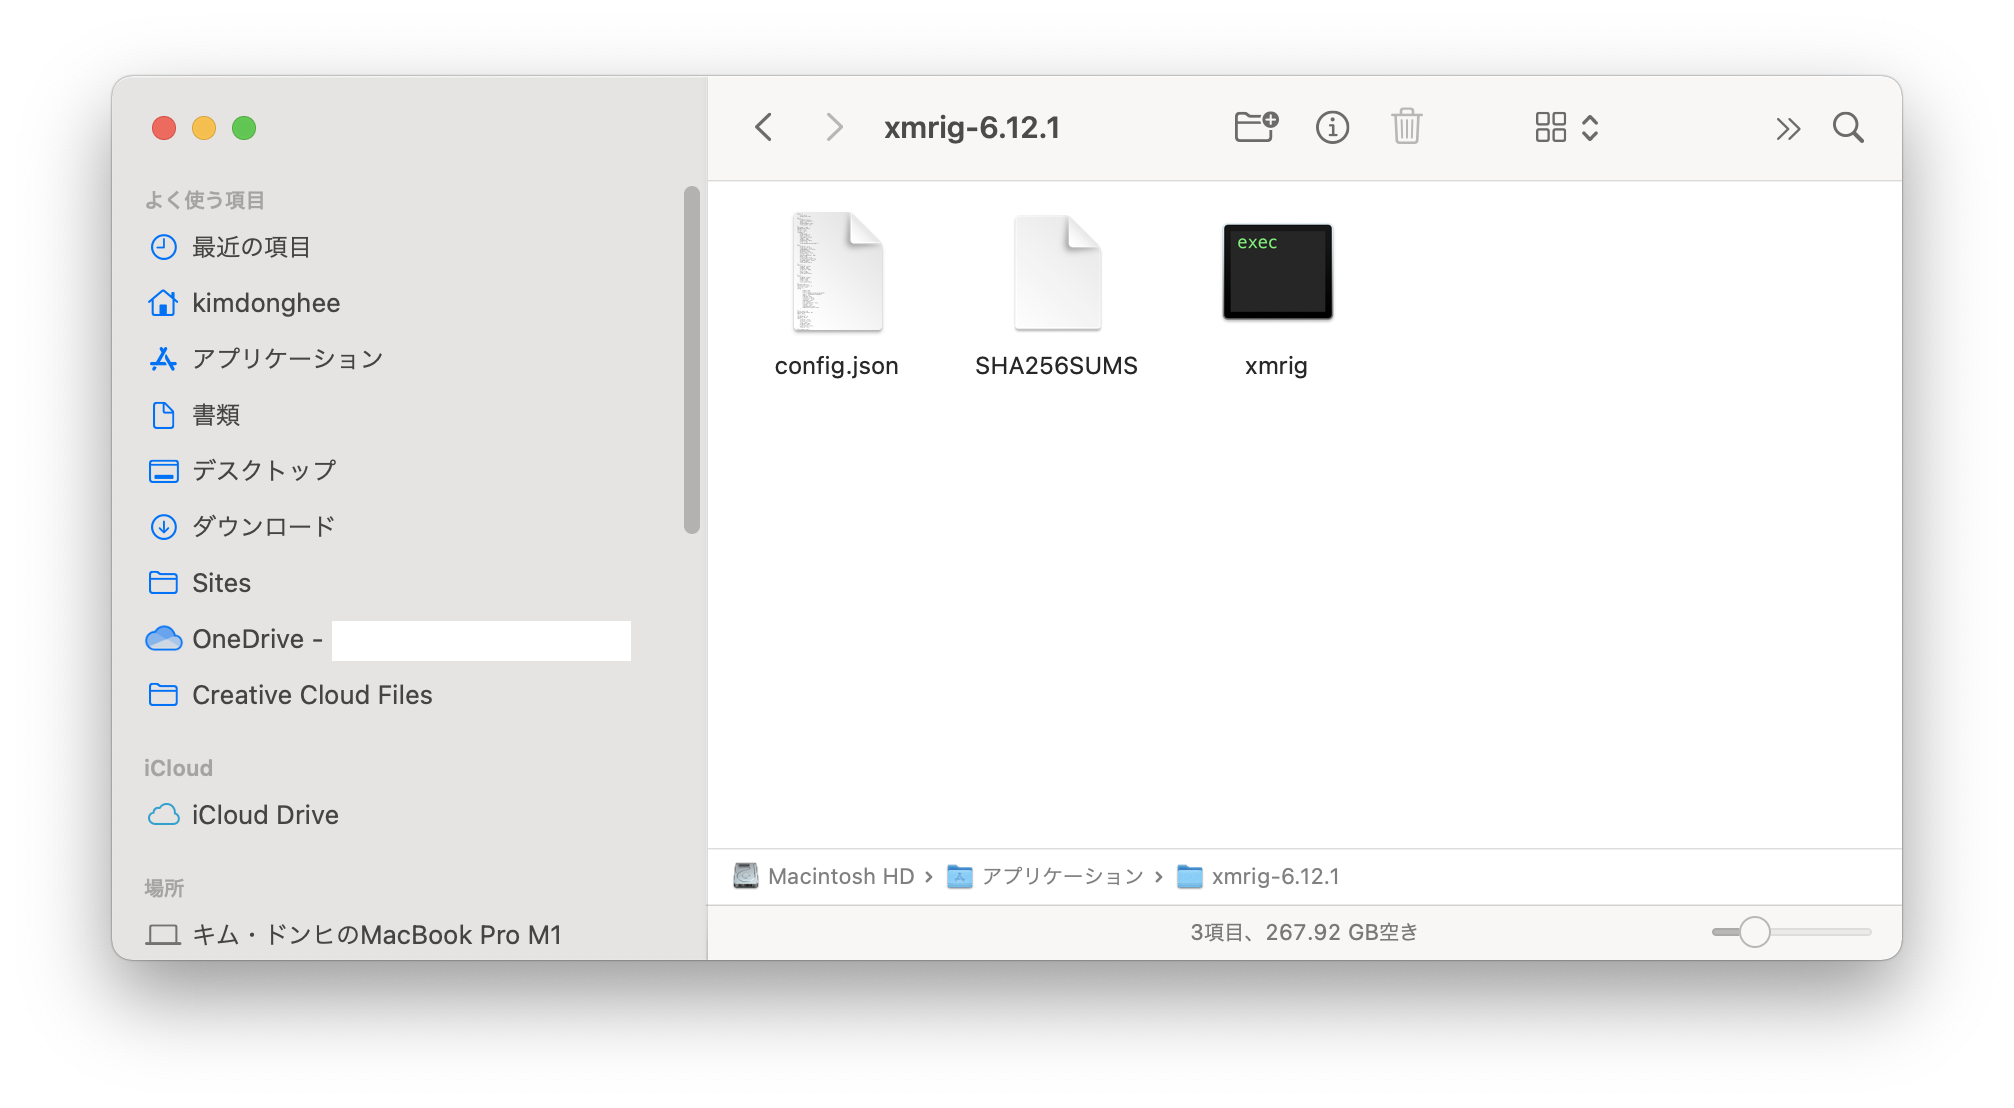 よく使う項目
最近の項目
kimdonghee
アプリケーション
書類
デスクトップ
ダウンロード
Sites
OneDrive -
Creative Cloud Files
iCloud
iCloud Drive
場所
キム・ドンヒのMacBook Pro M1
xmrig-6.12.1
exec
config.json
SHA256SUMS
xmrig
Macintosh HD › アプリケーション › xmrig-6.12.1
3項目、267.92 GB空き